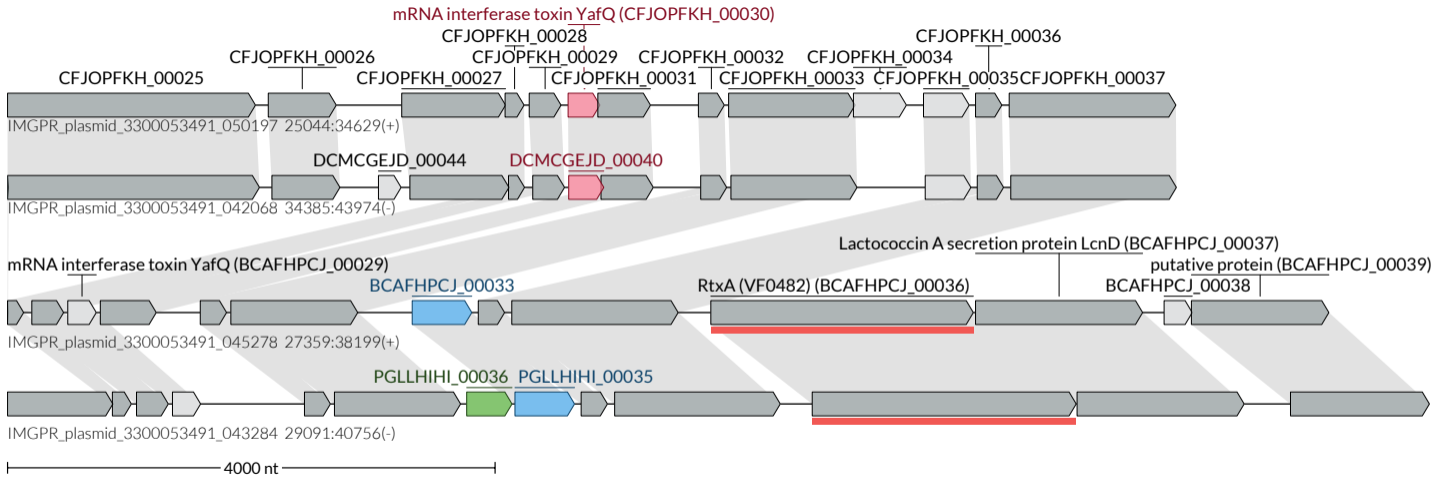 mRNA interferase toxin YafQ (CFJOPFKH_00030)
CFJOPFKH_00028 CFJOPFKH_00036
CFJOPFKH_00026 CFJOPFKH_00029 CFJOPFKH_00032 CFJOPFKH_00034
CFJOPFKH_00025 CFJOPFKH_00027 CFJOPFKH_00031 CFJOPFKH_00033 CFJOPFKH_00035 CFJOPFKH_00037
IMGPR_plasmid_3300053491_050197 25044:34629(+)
DCMCGEJD_00044 DCMCGEJD_00040
IMGPR_plasmid_3300053491_042068 34385:43974(-)
Lactococcin A secretion protein LcnD (BCAFHPCJ_00037)
mRNA interferase toxin YafQ (BCAFHPCJ_00029) putative protein (BCAFHPCJ_00039)
BCAFHPCJ_00033 RtxA (VF0482) (BCAFHPCJ_00036) BCAFHPCJ_00038
IMGPR_plasmid_3300053491_045278 27359:38199(+)
PGLLHIHI_00036 PGLLHIHI_00035
IMGPR_plasmid_3300053491_043284 29091:40756(-)
4000 nt